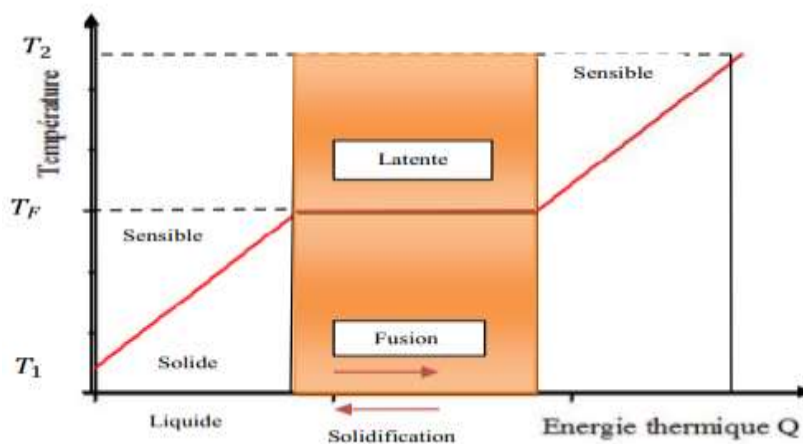 T2
Température
Sensible
Latente
TF
Sensible
Fusion
Solide
T1
Liquide
Solidification
Energie thermique Q